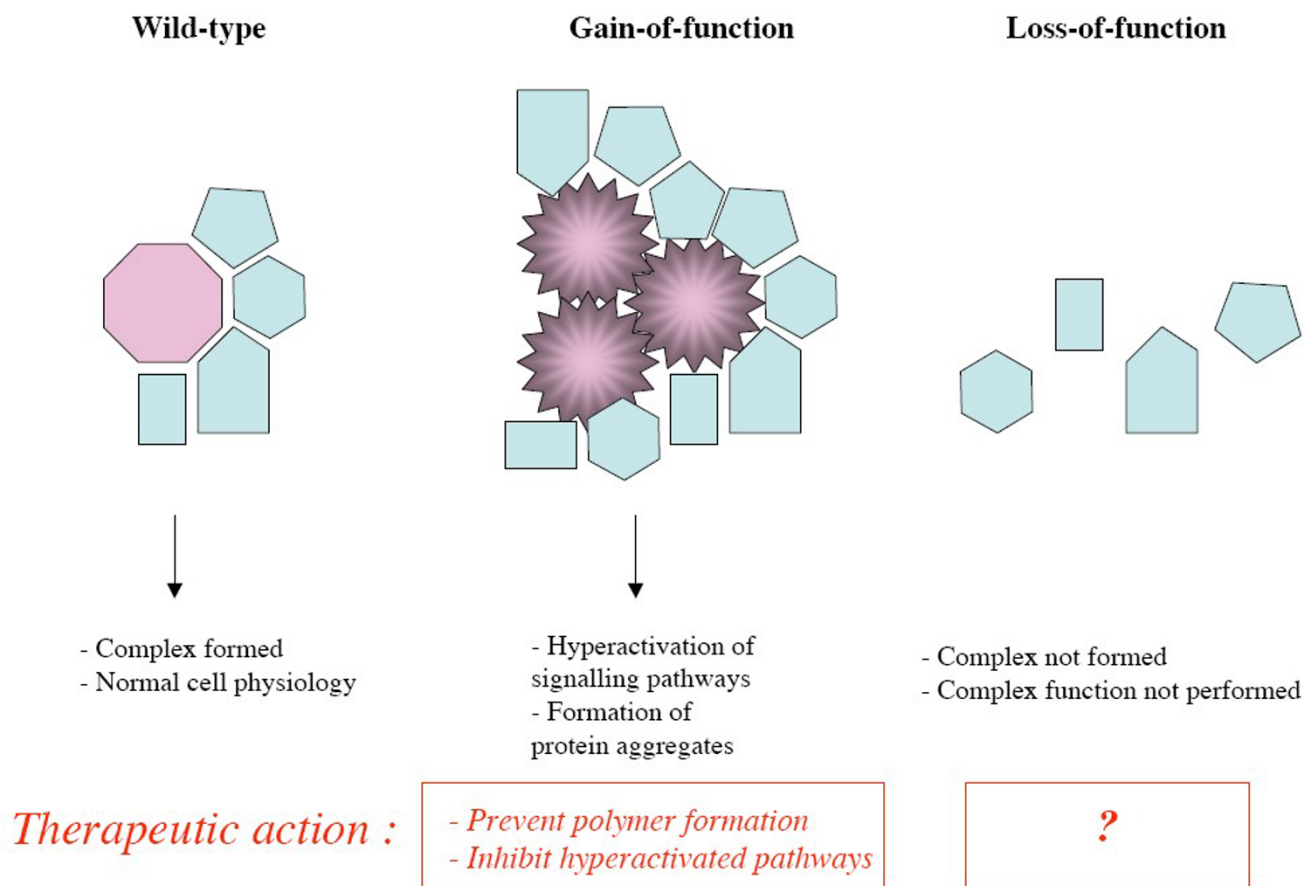 Wild-type
Gain-of-function
Loss-of-function
- Complex formed
- Normal cell physiology
- Hyperactivation of
signalling pathways
- Formation of
protein aggregates
- Complex not formed
- Complex function not performed
Therapeutic action :
- Prevent polymer formation
- Inhibit hyperactivated pathways
?